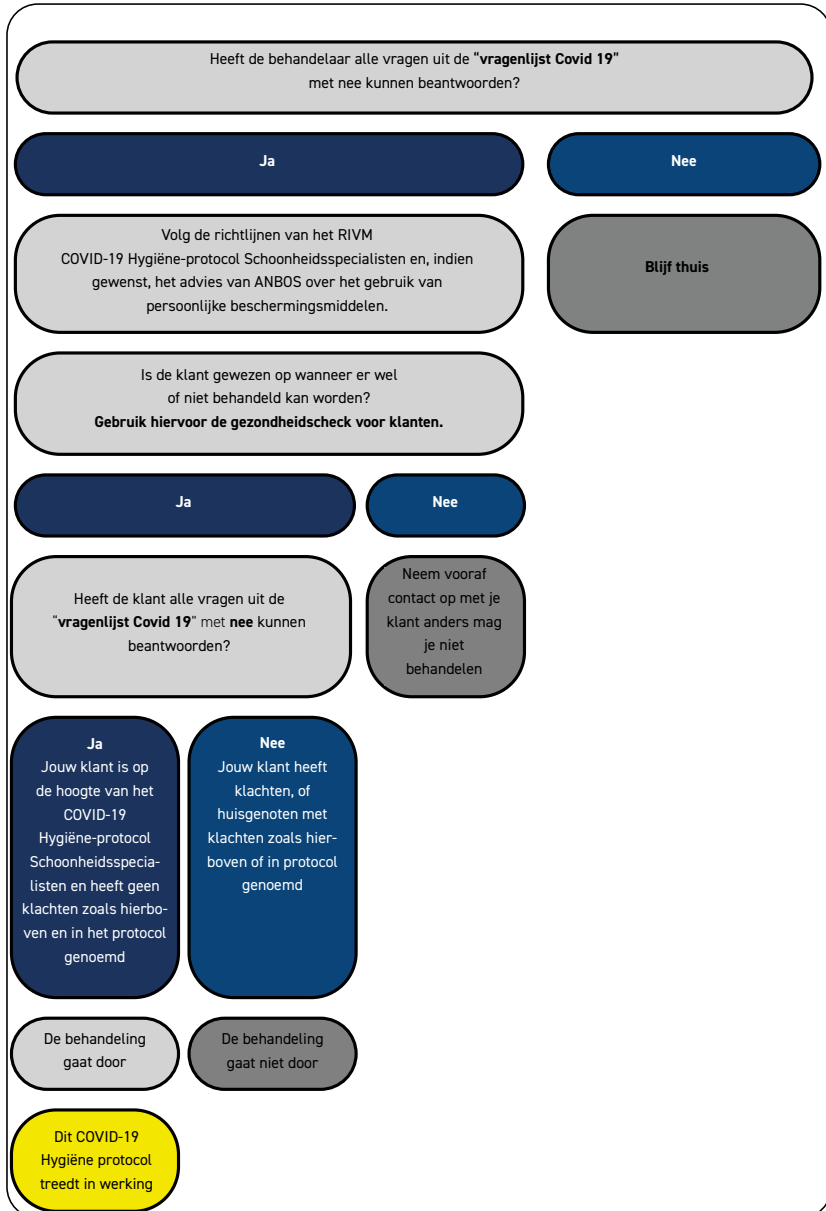 Heeft de behandelaar alle vragen uit de “vragenlijst Covid 19”
met nee kunnen beantwoorden?
Ja
Nee
Volg de richtlijnen van het RIVM
COVID-19 Hygiëne-protocol Schoonheidsspecialisten en, indien
gewenst, het advies van ANBOS over het gebruik van
persoonlijke beschermingsmiddelen.
Blijf thuis
Is de klant gewezen op wanneer er wel
of niet behandeld kan worden?
Gebruik hiervoor de gezondheidscheck voor klanten.
Ja
Nee
Heeft de klant alle vragen uit de
“vragenlijst Covid 19” met nee kunnen
beantwoorden?
Neem vooraf
contact op met je
klant anders mag
je niet
behandelen
Ja
Jouw klant is op
de hoogte van het
COVID-19
Hygiëne-protocol
Schoonheidsspecia-
listen en heeft geen
klachten zoals hierbo-
ven en in het protocol
genoemd
Nee
Jouw klant heeft
klachten, of
huisgenoten met
klachten zoals hier-
boven of in protocol
genoemd
De behandeling
gaat door
De behandeling
gaat niet door
Dit COVID-19
Hygiëne protocol
treedt in werking